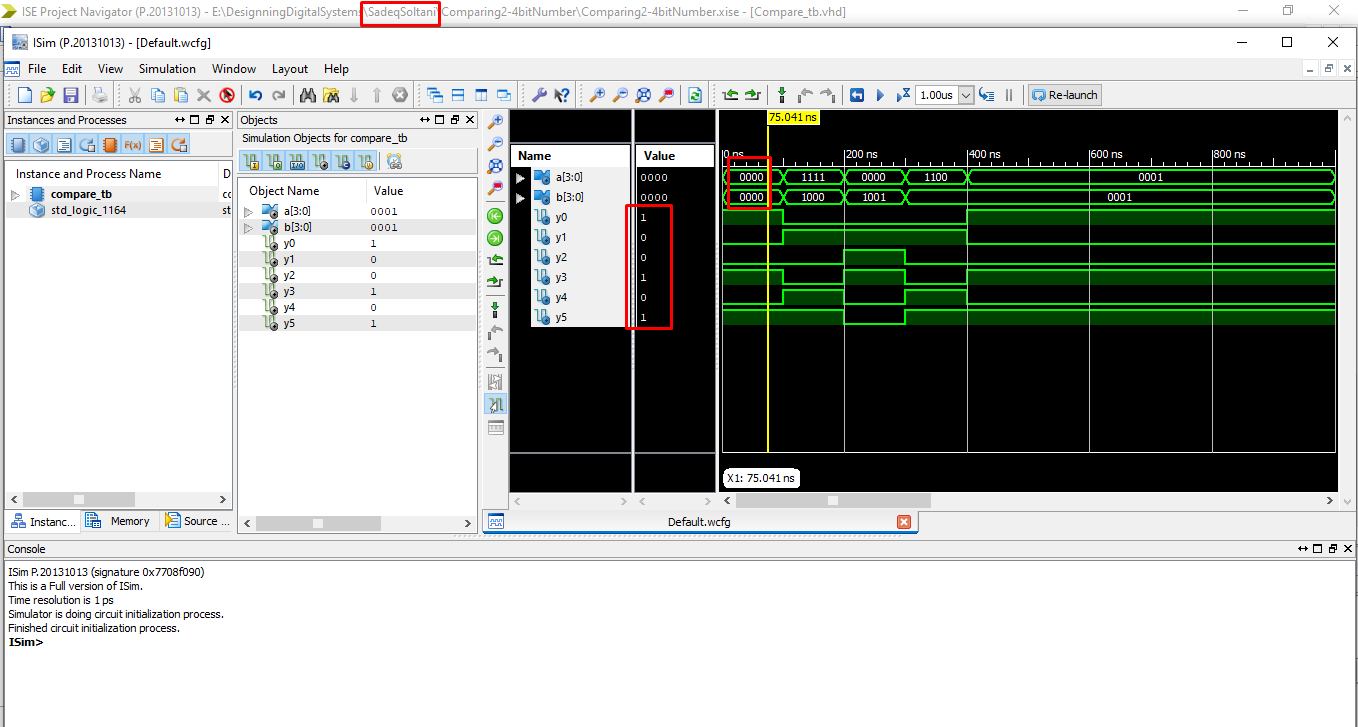 ISE Project Navigator (P.20131013) - E:\DesignningDigitalSystems\SadeqSoltani\Comparing2-4bitNumber\Comparing2-4bitNumber.xise - [Compare_tb.vhd]
ISim (P.20131013) - [Default.wcfg]
File Edit View Simulation Window Layout Help
1.00us Re-launch
Instances and Processes
Instance and Process Name D
compare_tb co
std_logic_1164 st
Instanc... Memory Source ...
Objects
Simulation Objects for compare_tb
Object Name Value
a[3:0] 0001
b[3:0] 0001
y0 1
y1 0
y2 0
y3 1
y4 0
y5 1
75.041 ns
Name Value
0 ns 200 ns 400 ns 600 ns 800 ns
a[3:0] 0000 0000 1111 0000 1100 0001
b[3:0] 0000 0000 1000 1001 0001
y0 1
y1 0
y2 0
y3 1
y4 0
y5 1
X1: 75.041 ns
Default.wcfg
Console
ISim P.20131013 (signature 0x7708f090)
This is a Full version of ISim.
Time resolution is 1 ps
Simulator is doing circuit initialization process.
Finished circuit initialization process.
ISim>